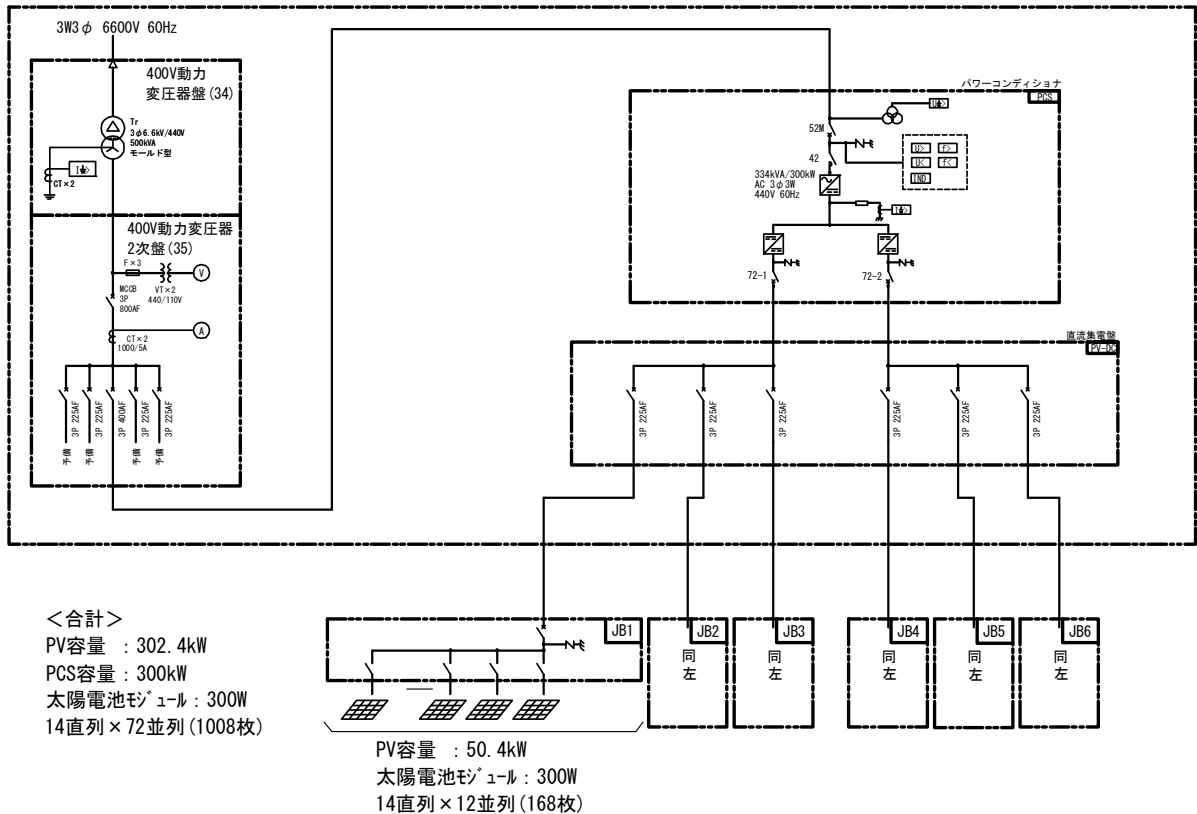 3W3φ 6600V 60Hz
400V動力
変圧器盤(34)
Tr
3φ6.6kV/440V
500kVA
モールド型
I⏚>
CT×2
400V動力変圧器
2次盤(35)
F×3
V
MCCB
3P
800AF
VT×2
440/110V
A
CT×2
1000/5A
3P 225AF
3P 225AF
3P 400AF
3P 225AF
3P 225AF
予備
予備
予備
予備
パワーコンディショナ
PCS
U⏚>
52M
42
U> f>
U< f<
IND
334kVA/300kW
AC 3φ3W
440V 60Hz
I⏚>
72-1
72-2
直流集電盤
PV-DC
3P 225AF
3P 225AF
3P 225AF
3P 225AF
3P 225AF
3P 225AF
JB1
JB2
同
左
JB3
同
左
JB4
同
左
JB5
同
左
JB6
同
左
<合計>
PV容量 : 302.4kW
PCS容量 : 300kW
太陽電池モジュール : 300W
14直列×72並列(1008枚)
PV容量 : 50.4kW
太陽電池モジュール : 300W
14直列×12並列(168枚)